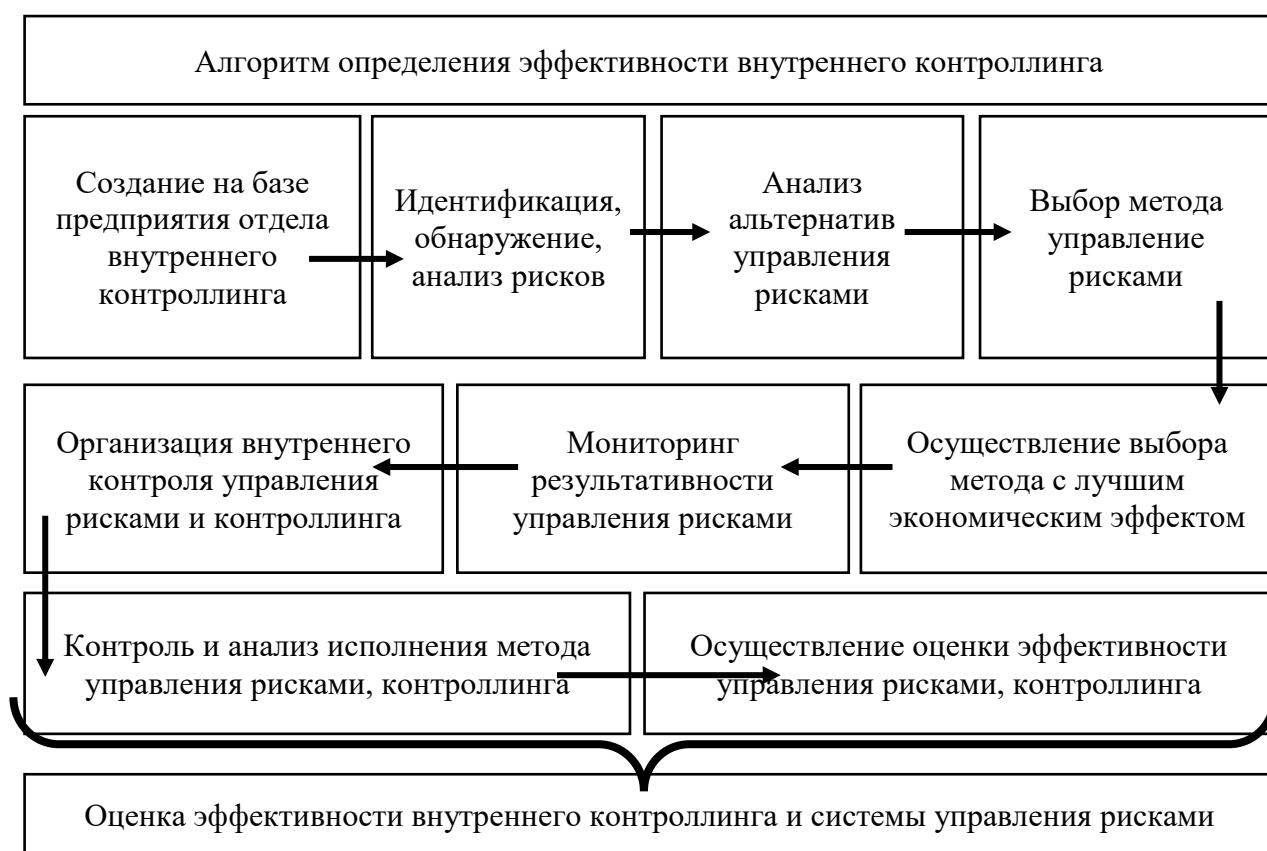 Алгоритм определения эффективности внутреннего контроллинга
Создание на базе
предприятия отдела
внутреннего
контроллинга
Идентификация,
обнаружение,
анализ рисков
Анализ
альтернатив
управления
рисками
Выбор метода
управление
рисками
Организация внутреннего
контроля управления
рисками и контроллинга
Мониторинг
результативности
управления рисками
Осуществление выбора
метода с лучшим
экономическим эффектом
Контроль и анализ исполнения метода
управления рисками, контроллинга
Осуществление оценки эффективности
управления рисками, контроллинга
Оценка эффективности внутреннего контроллинга и системы управления рисками